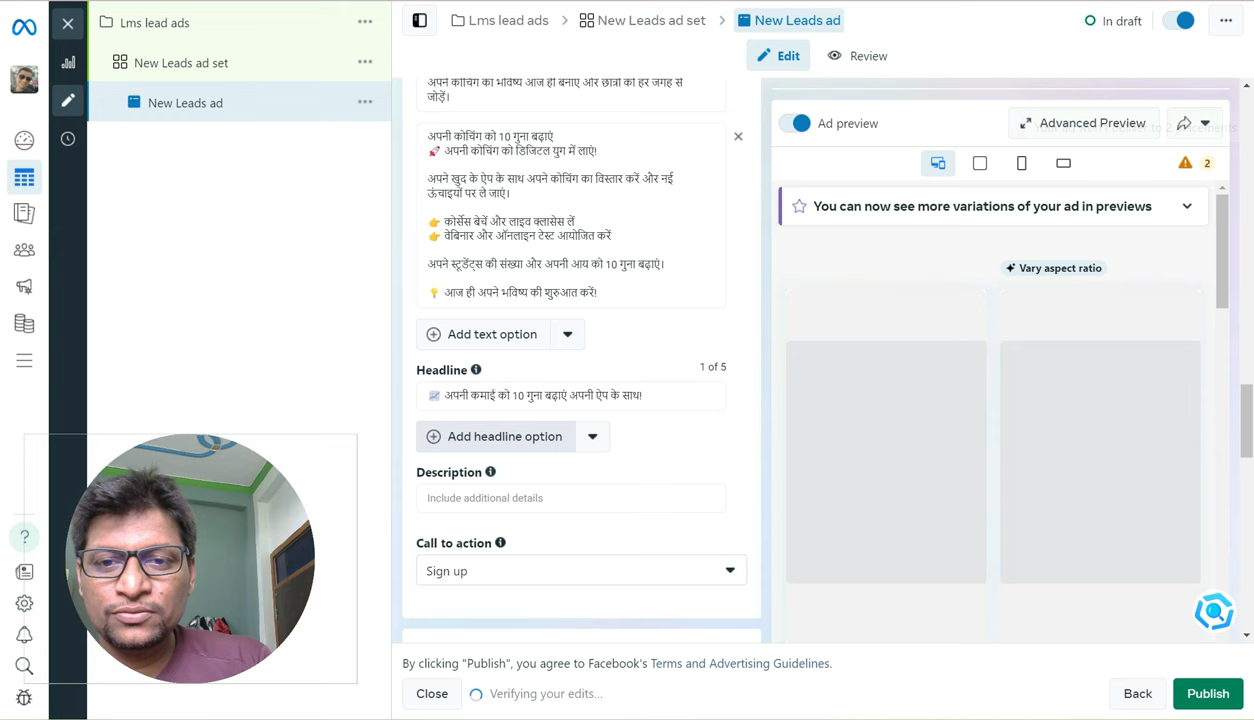 Lms lead ads
New Leads ad set
New Leads ad
Lms lead ads
New Leads ad set
New Leads ad
In draft
Edit
Review
अपनी कोचिंग का भविष्य आज ही बनाएं और छात्रों को हर जगह से
जोड़ें।
अपनी कोचिंग को 10 गुना बढ़ाएं
🚀 अपनी कोचिंग को डिजिटल युग में लाएं!
अपने खुद के ऐप के साथ अपने कोचिंग का विस्तार करें और नई
ऊंचाइयों पर ले जाएं।
👉 कोर्सेस बेचें और लाइव क्लासेस लें
👉 वेबिनार और ऑनलाइन टेस्ट आयोजित करें
अपने स्टूडेंट्स की संख्या और अपनी आय को 10 गुना बढ़ाएं।
💡 आज ही अपने भविष्य की शुरुआत करें!
Add text option
Headline
1 of 5
📈 अपनी कमाई को 10 गुना बढ़ाएं अपनी ऐप के साथ!
Add headline option
Description
Include additional details
Call to action
Sign up
Ad preview
Advanced Preview
2
You can now see more variations of your ad in previews
Vary aspect ratio
By clicking "Publish", you agree to Facebook's Terms and Advertising Guidelines.
Close
Verifying your edits...
Back
Publish